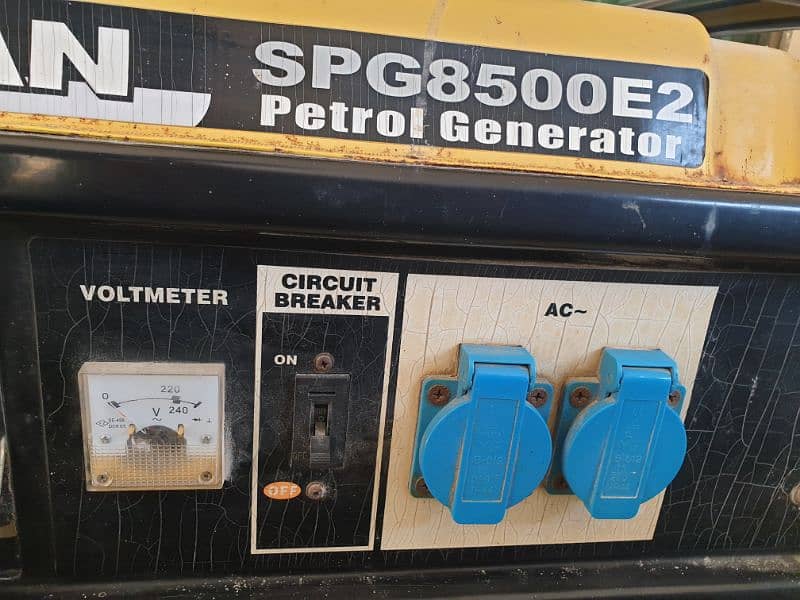 AN
SPG8500E2
Petrol Generator
VOLTMETER
CIRCUIT
BREAKER
AC~
ON
0
220
240
V
~
OFF